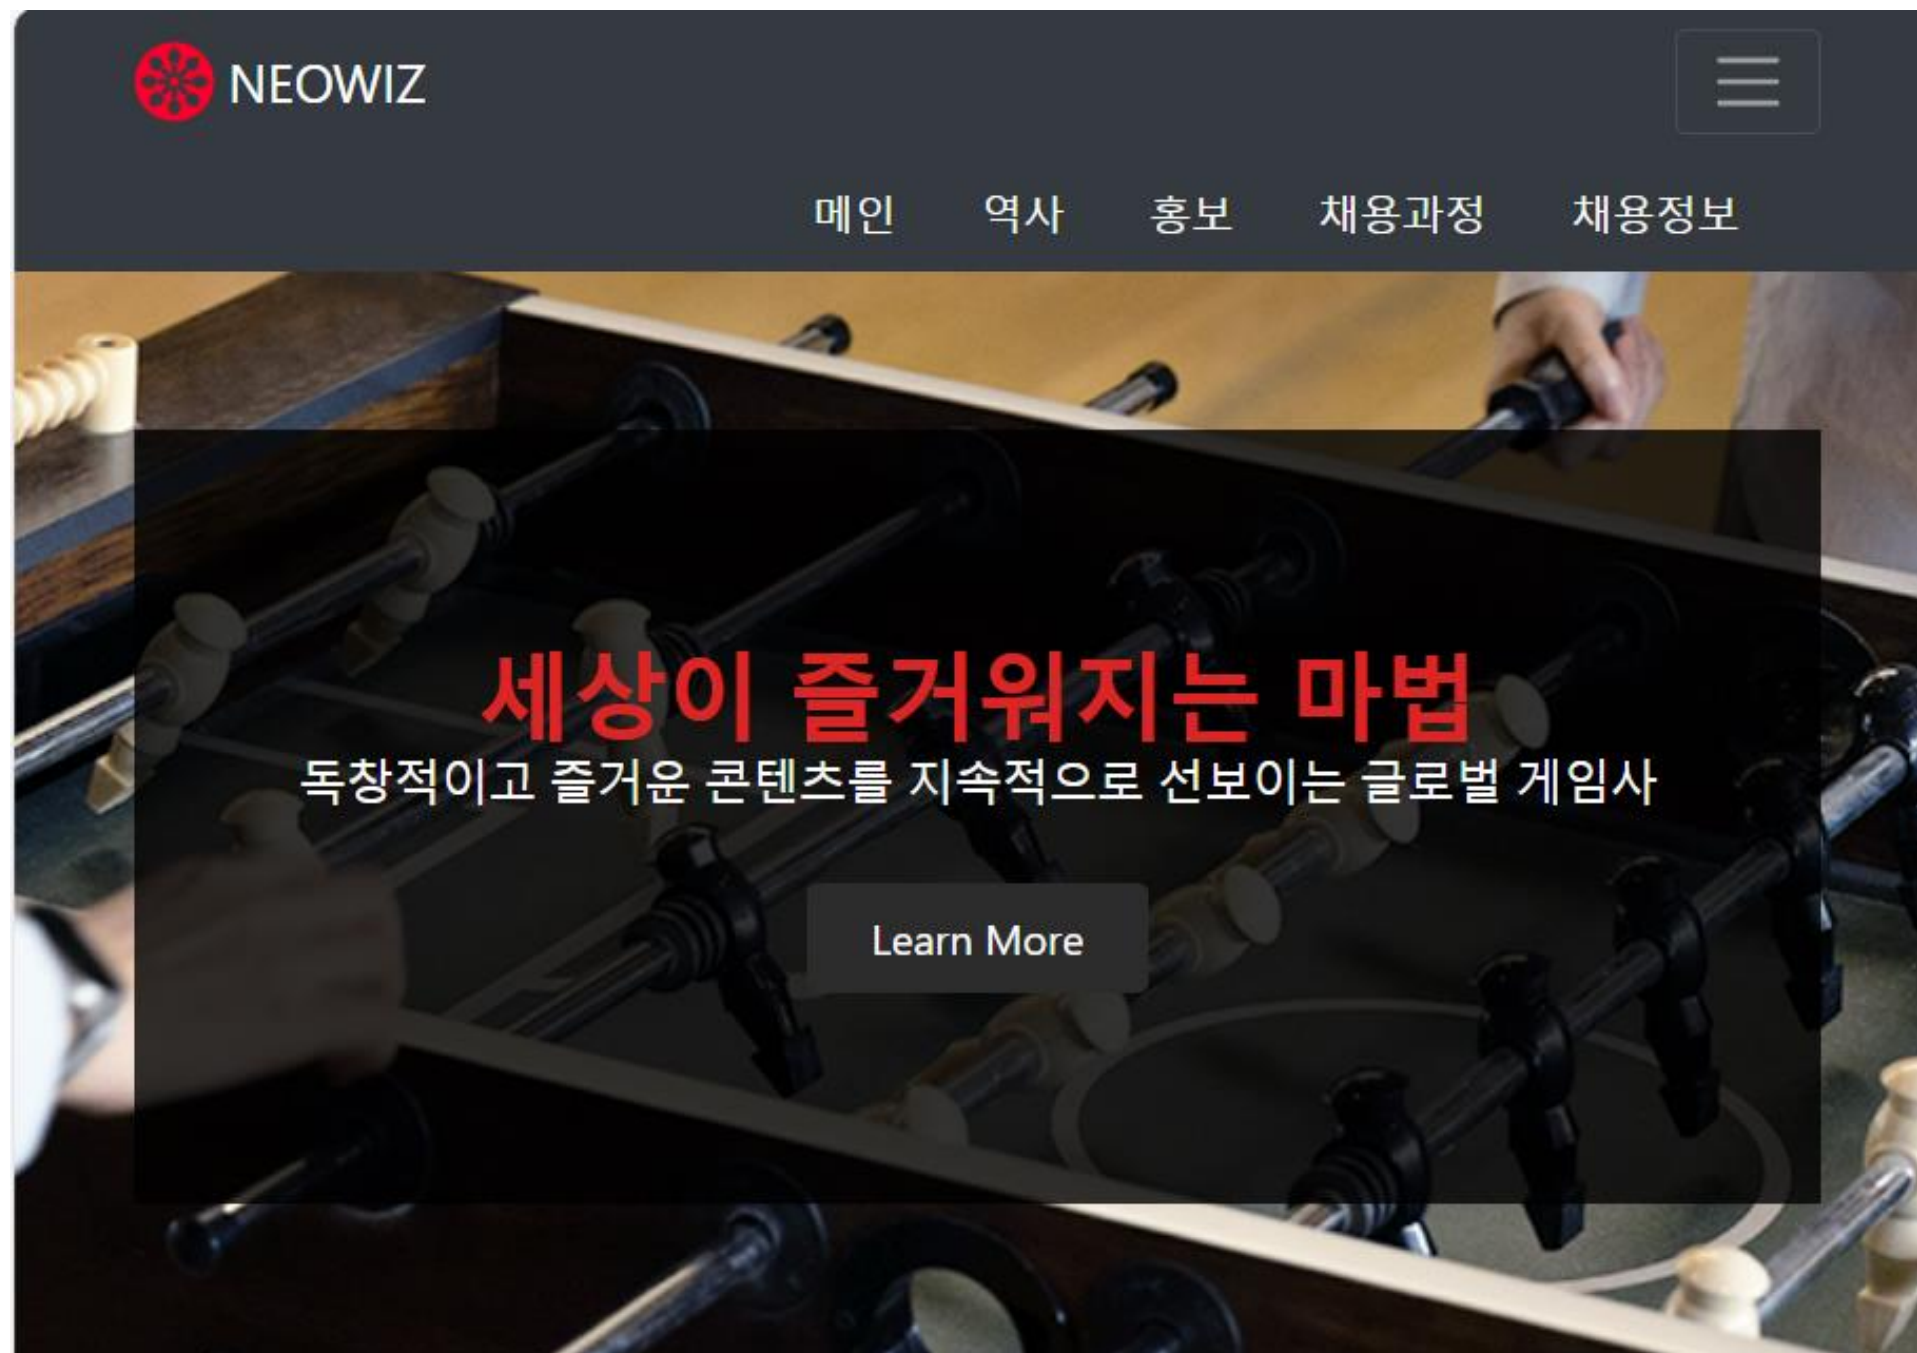 NEOWIZ
메인 역사 홍보 채용과정 채용정보
세상이 즐거워지는 마법
독창적이고 즐거운 콘텐츠를 지속적으로 선보이는 글로벌 게임사
Learn More